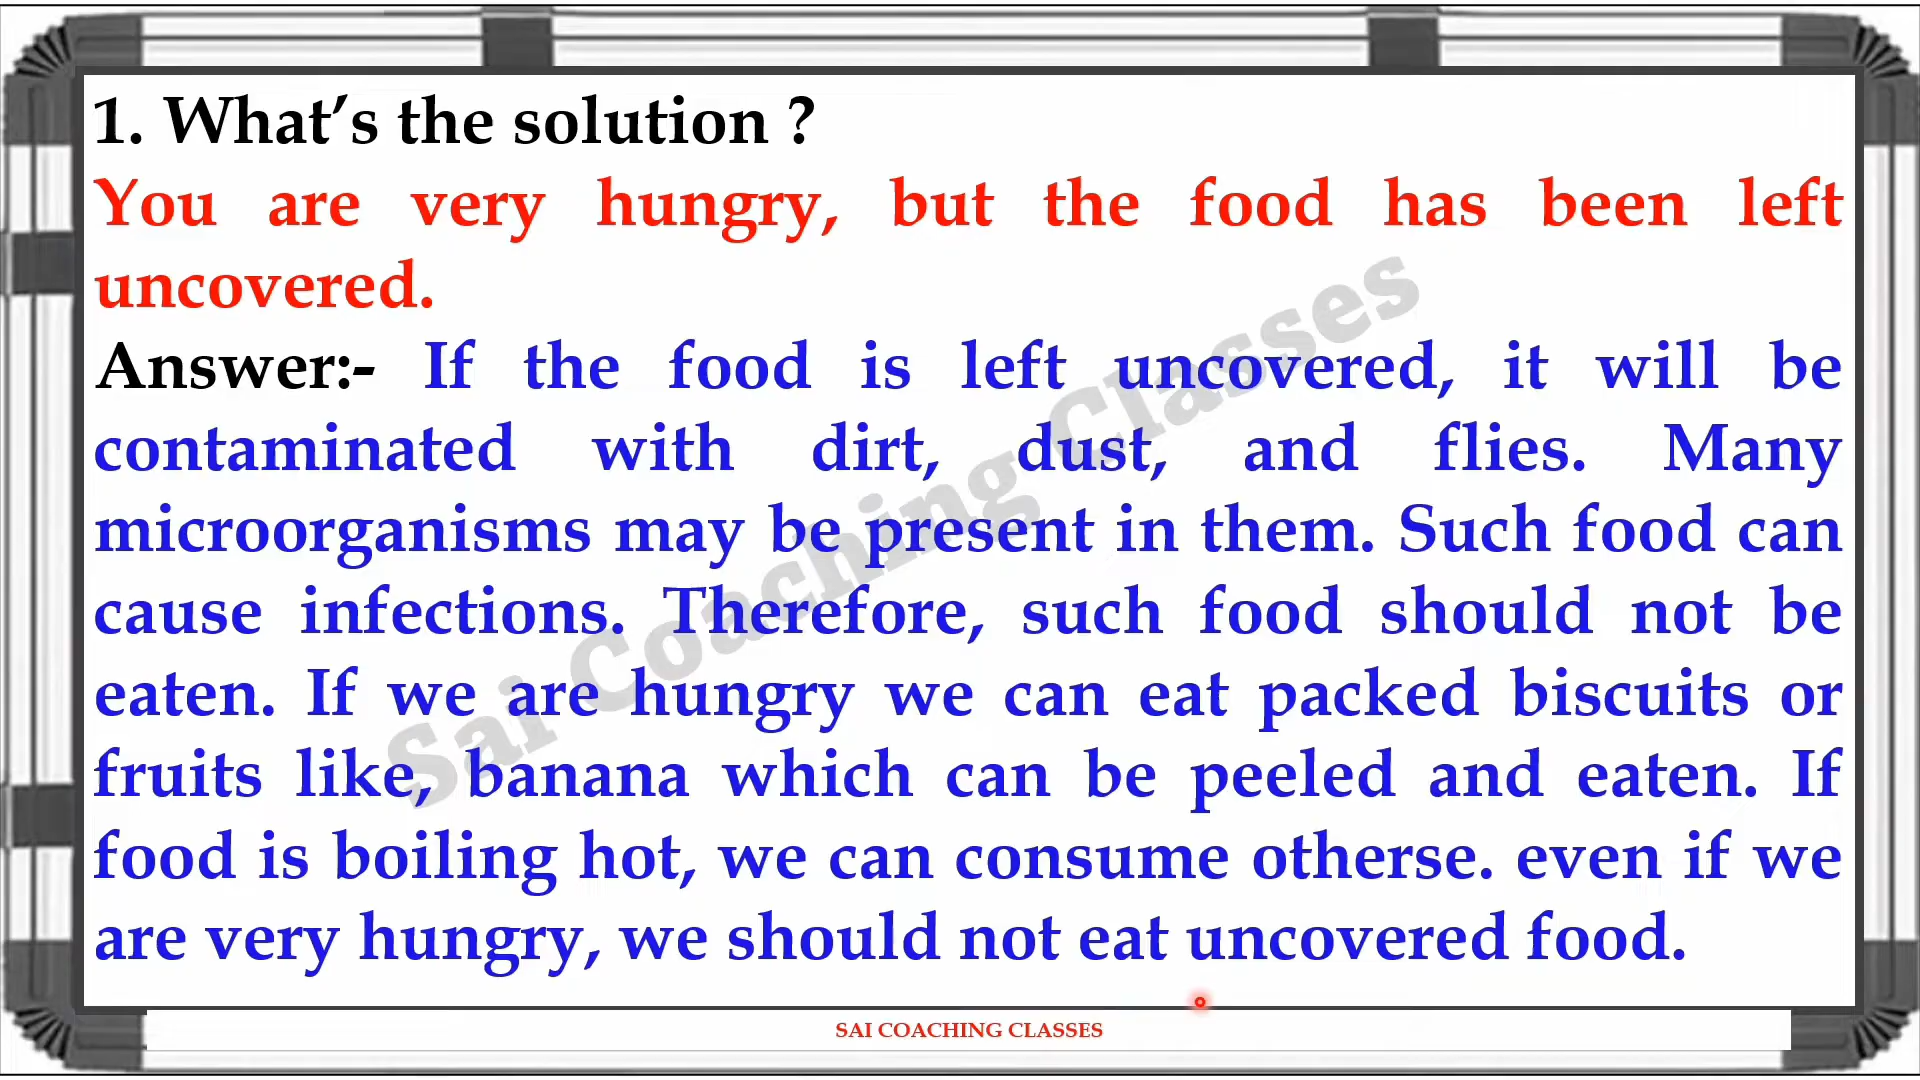 1. What’s the solution ?
You are very hungry, but the food has been left
uncovered.
Answer:- If the food is left uncovered, it will be
contaminated with dirt, dust, and flies. Many
microorganisms may be present in them. Such food can
cause infections. Therefore, such food should not be
eaten. If we are hungry we can eat packed biscuits or
fruits like, banana which can be peeled and eaten. If
food is boiling hot, we can consume otherse. even if we
are very hungry, we should not eat uncovered food.
Sai Coaching Classes
SAI COACHING CLASSES